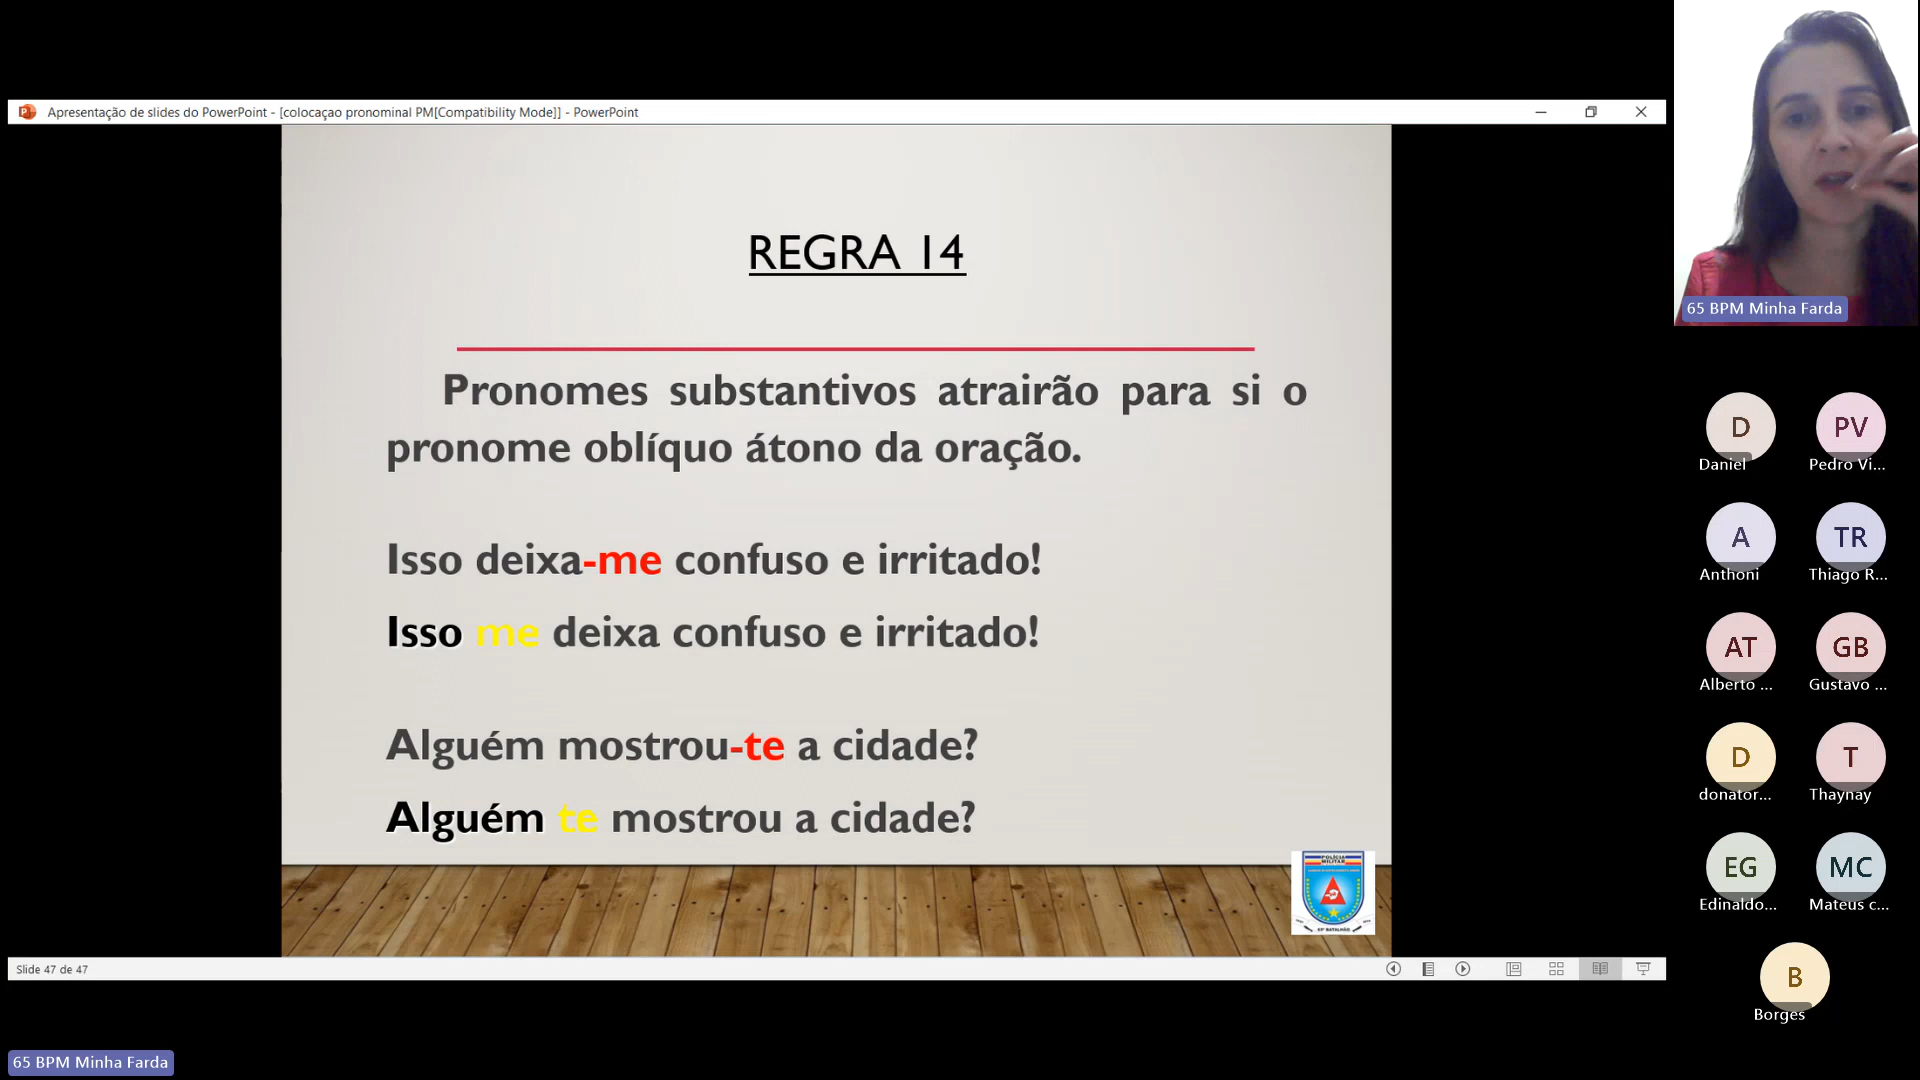 Apresentação de slides do PowerPoint - [colocaçao pronominal PM[Compatibility Mode]] - PowerPoint
REGRA 14
Pronomes substantivos atrairão para si o
pronome oblíquo átono da oração.
Isso deixa-me confuso e irritado!
Isso me deixa confuso e irritado!
Alguém mostrou-te a cidade?
Alguém te mostrou a cidade?
POLÍCIA
MILITAR
Slide 47 de 47
65 BPM Minha Farda
65 BPM Minha Farda
D
PV
Daniel
Pedro Vi...
A
TR
Anthoni
Thiago R...
AT
GB
Alberto ...
Gustavo ...
D
T
donator...
Thaynay
EG
MC
Edinaldo...
Mateus c...
B
Borges